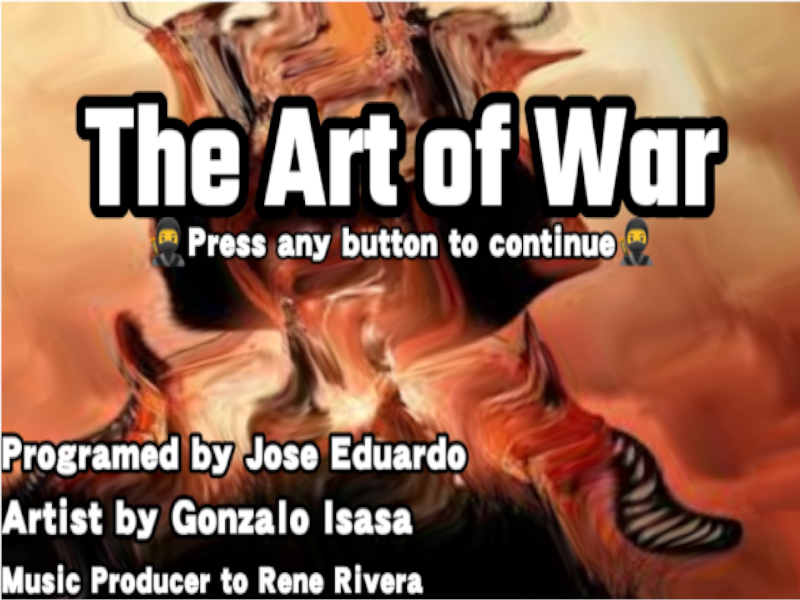 The Art of War
🥷Press any button to continue🥷
Programed by Jose Eduardo
Artist by Gonzalo Isasa
Music Producer to Rene Rivera